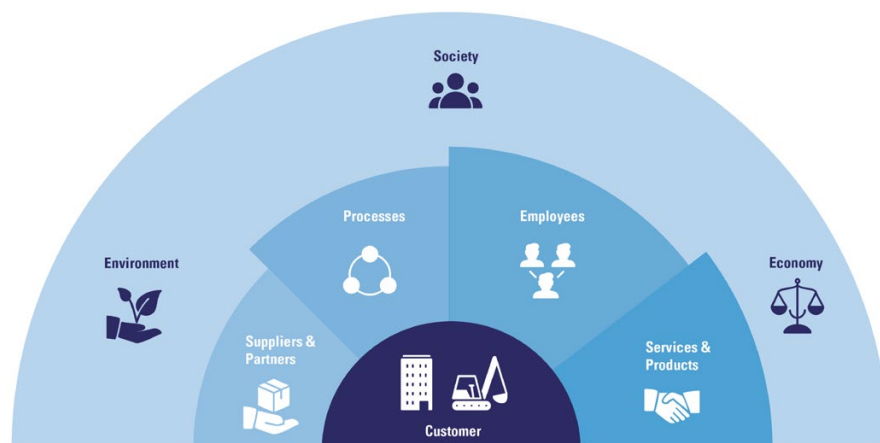 Society
Processes
Employees
Environment
Economy
Suppliers &
Partners
Services &
Products
Customer